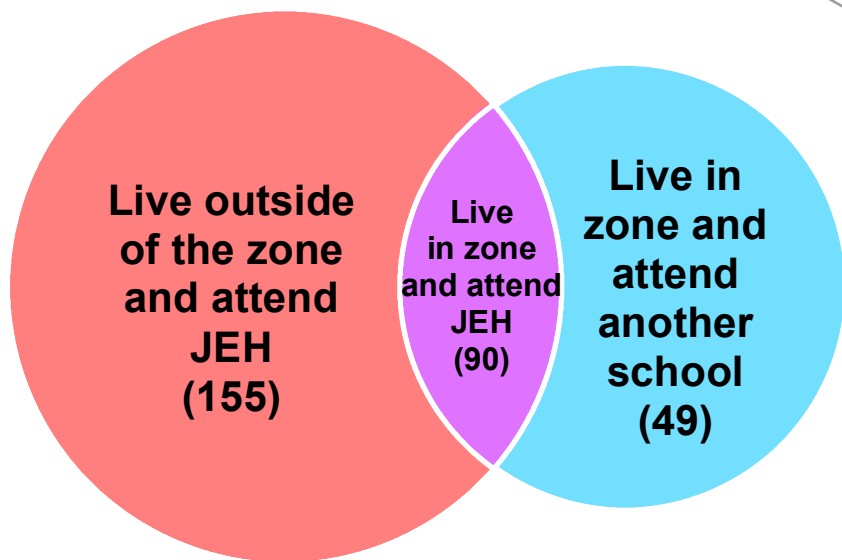 Live outside
of the zone
and attend
JEH
(155)
Live
in zone
and attend
JEH
(90)
Live in
zone and
attend
another
school
(49)